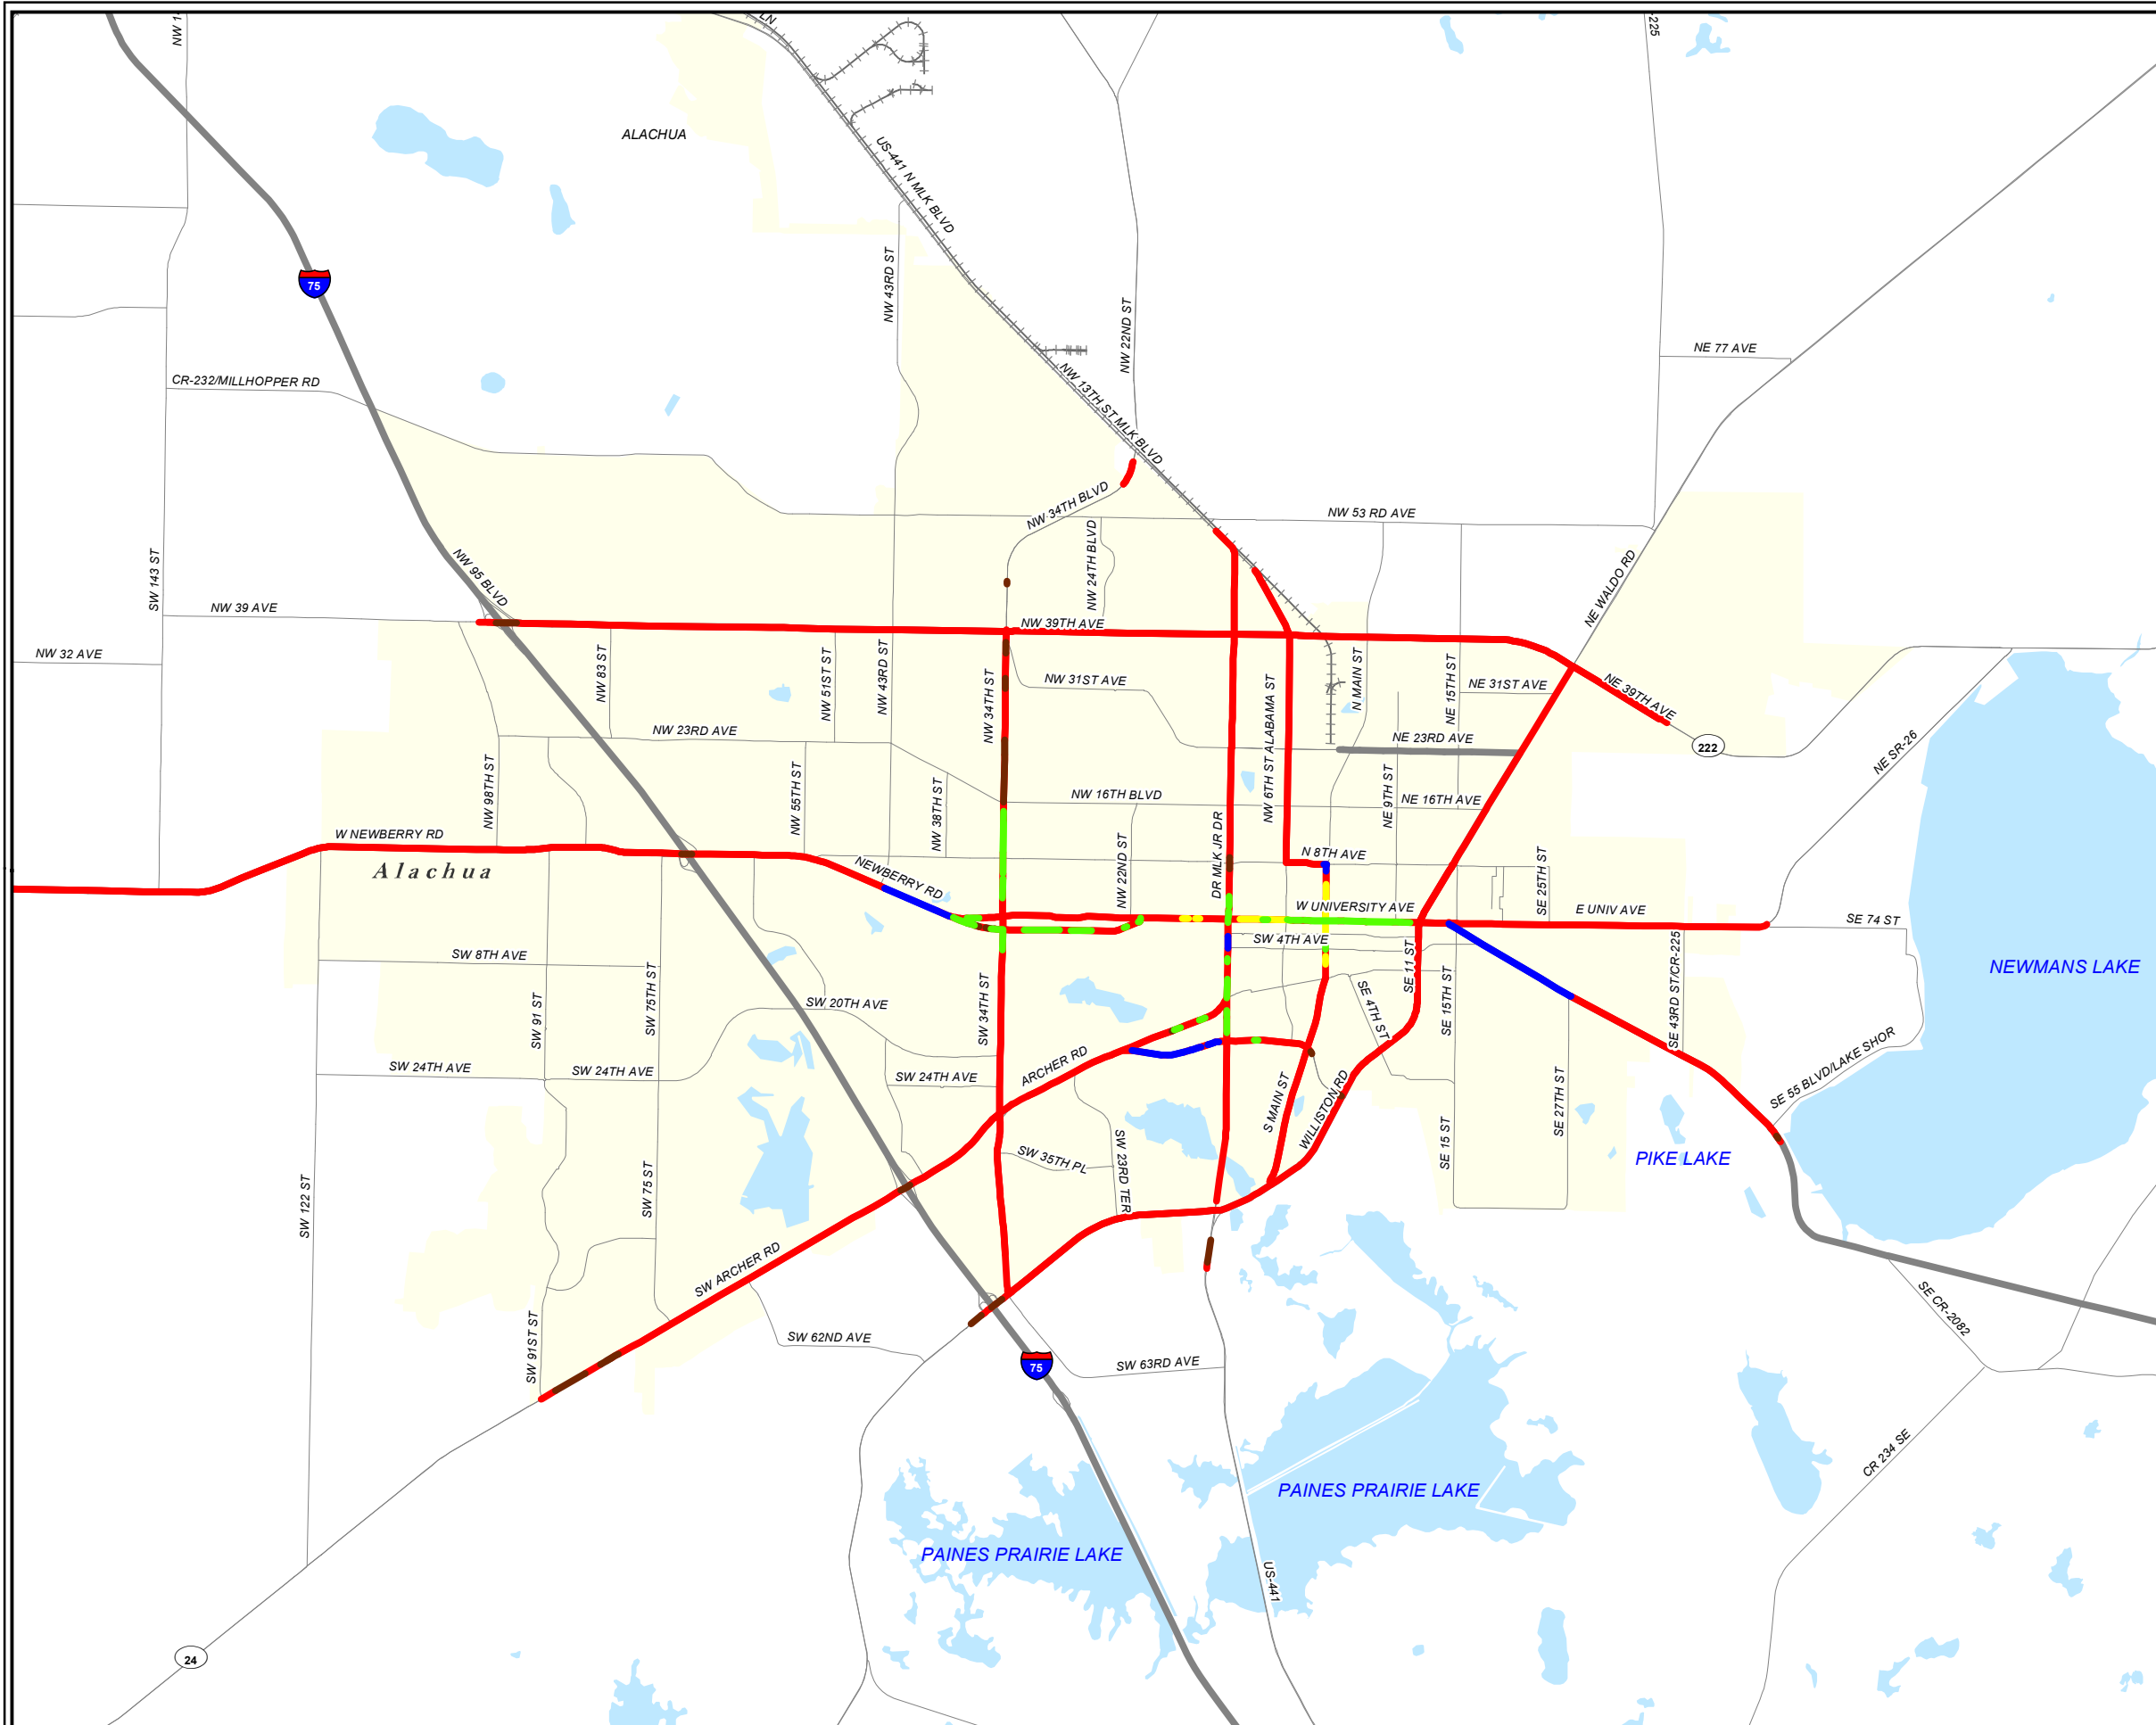 NW 1
LN
-225
ALACHUA
US-441 N MLK BLVD
NW 43RD ST
75
NW 22ND ST
NE 77 AVE
CR-232/MILLHOPPER RD
NW 13TH ST MLK BLVD
NW 34TH BLVD
NW 53 RD AVE
NW 24TH BLVD
NW 95 BLVD
SW 143 ST
NE WALDO RD
NW 39 AVE
NW 39TH AVE
NW 32 AVE
NW 83 ST
NW 51ST ST
NW 43RD ST
NW 34TH ST
NW 31ST AVE
NW 6TH ST ALABAMA ST
N MAIN ST
NE 15TH ST
NE 31ST AVE
NE 39TH AVE
NW 23RD AVE
NE 23RD AVE
222
NE SR-26
NW 98TH ST
NW 55TH ST
NW 38TH ST
NW 16TH BLVD
NE 9TH ST
NE 16TH AVE
W NEWBERRY RD
Alachua
NEWBERRY RD
NW 22ND ST
DR MLK JR DR
N 8TH AVE
SE 25TH ST
W UNIVERSITY AVE
E UNIV AVE
SE 74 ST
SW 4TH AVE
SW 8TH AVE
SE 11 ST
SE 43RD ST/CR-225
NEWMANS LAKE
SW 91 ST
SW 75TH ST
SW 20TH AVE
SW 34TH ST
SE 4TH ST
SE 15TH ST
SW 24TH AVE
SW 24TH AVE
SW 24TH AVE
ARCHER RD
SE 55 BLVD/LAKE SHOR
S MAIN ST
WILLISTON RD
SE 27TH ST
SE 15 ST
SW 35TH PL
SW 23RD TER
PIKE LAKE
SW 122 ST
SW 75 ST
SW ARCHER RD
SW 91ST ST
SW 62ND AVE
75
SW 63RD AVE
SE CR-2082
CR 234 SE
PAINES PRAIRIE LAKE
PAINES PRAIRIE LAKE
US-441
24